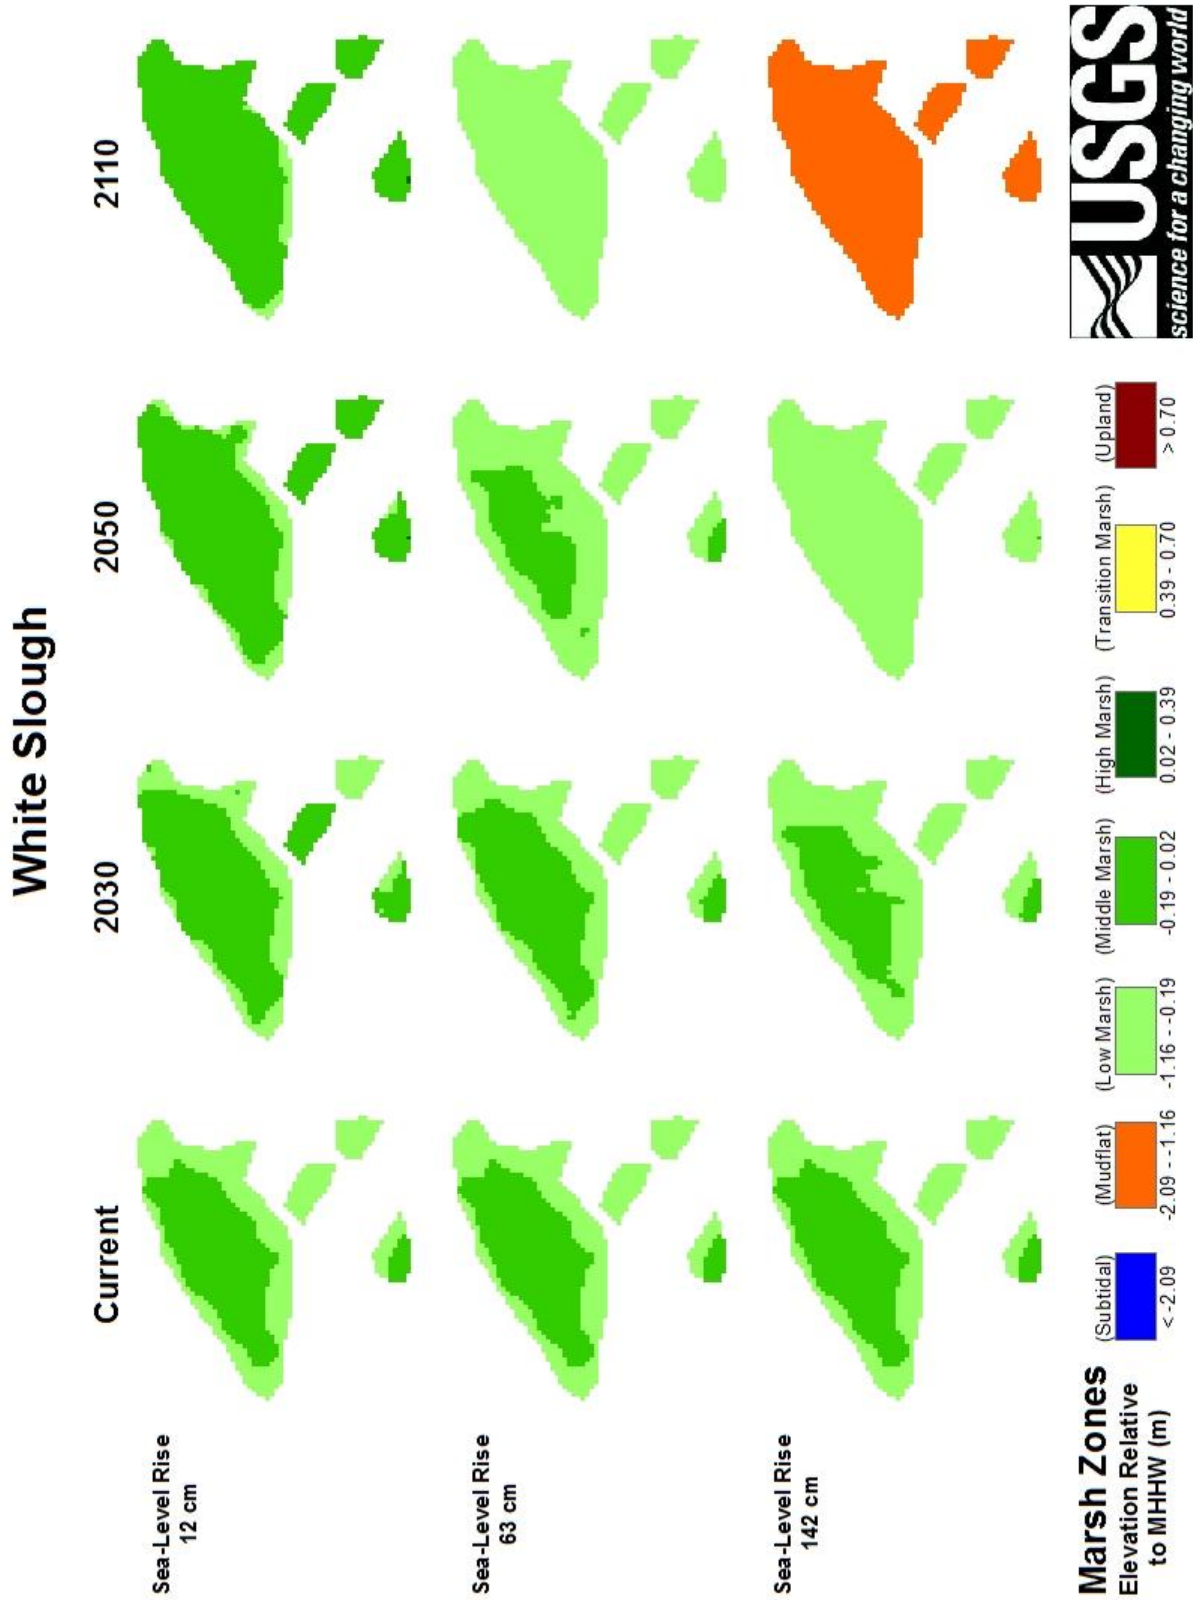 White Slough
Current 2030 2050 2110
Sea-Level Rise
12 cm
Sea-Level Rise
63 cm
Sea-Level Rise
142 cm
Marsh Zones
Elevation Relative
to MHHW (m)
(Subtidal) (Mudflat) (Low Marsh) (Middle Marsh) (High Marsh) (Transition Marsh) (Upland)
< -2.09 -2.09 - -1.16 -1.16 - -0.19 -0.19 - 0.02 0.02 - 0.39 0.39 - 0.70 > 0.70
USGS
science for a changing world